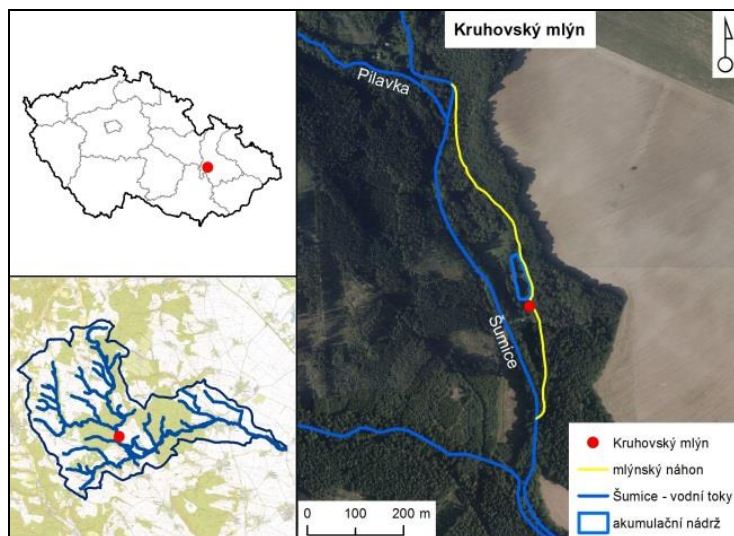 Kruhovský mlýn
Pilavka
Šumice
Kruhovský mlýn
mlýnský náhon
Šumice - vodní toky
akumulační nádrž
0 100 200 m